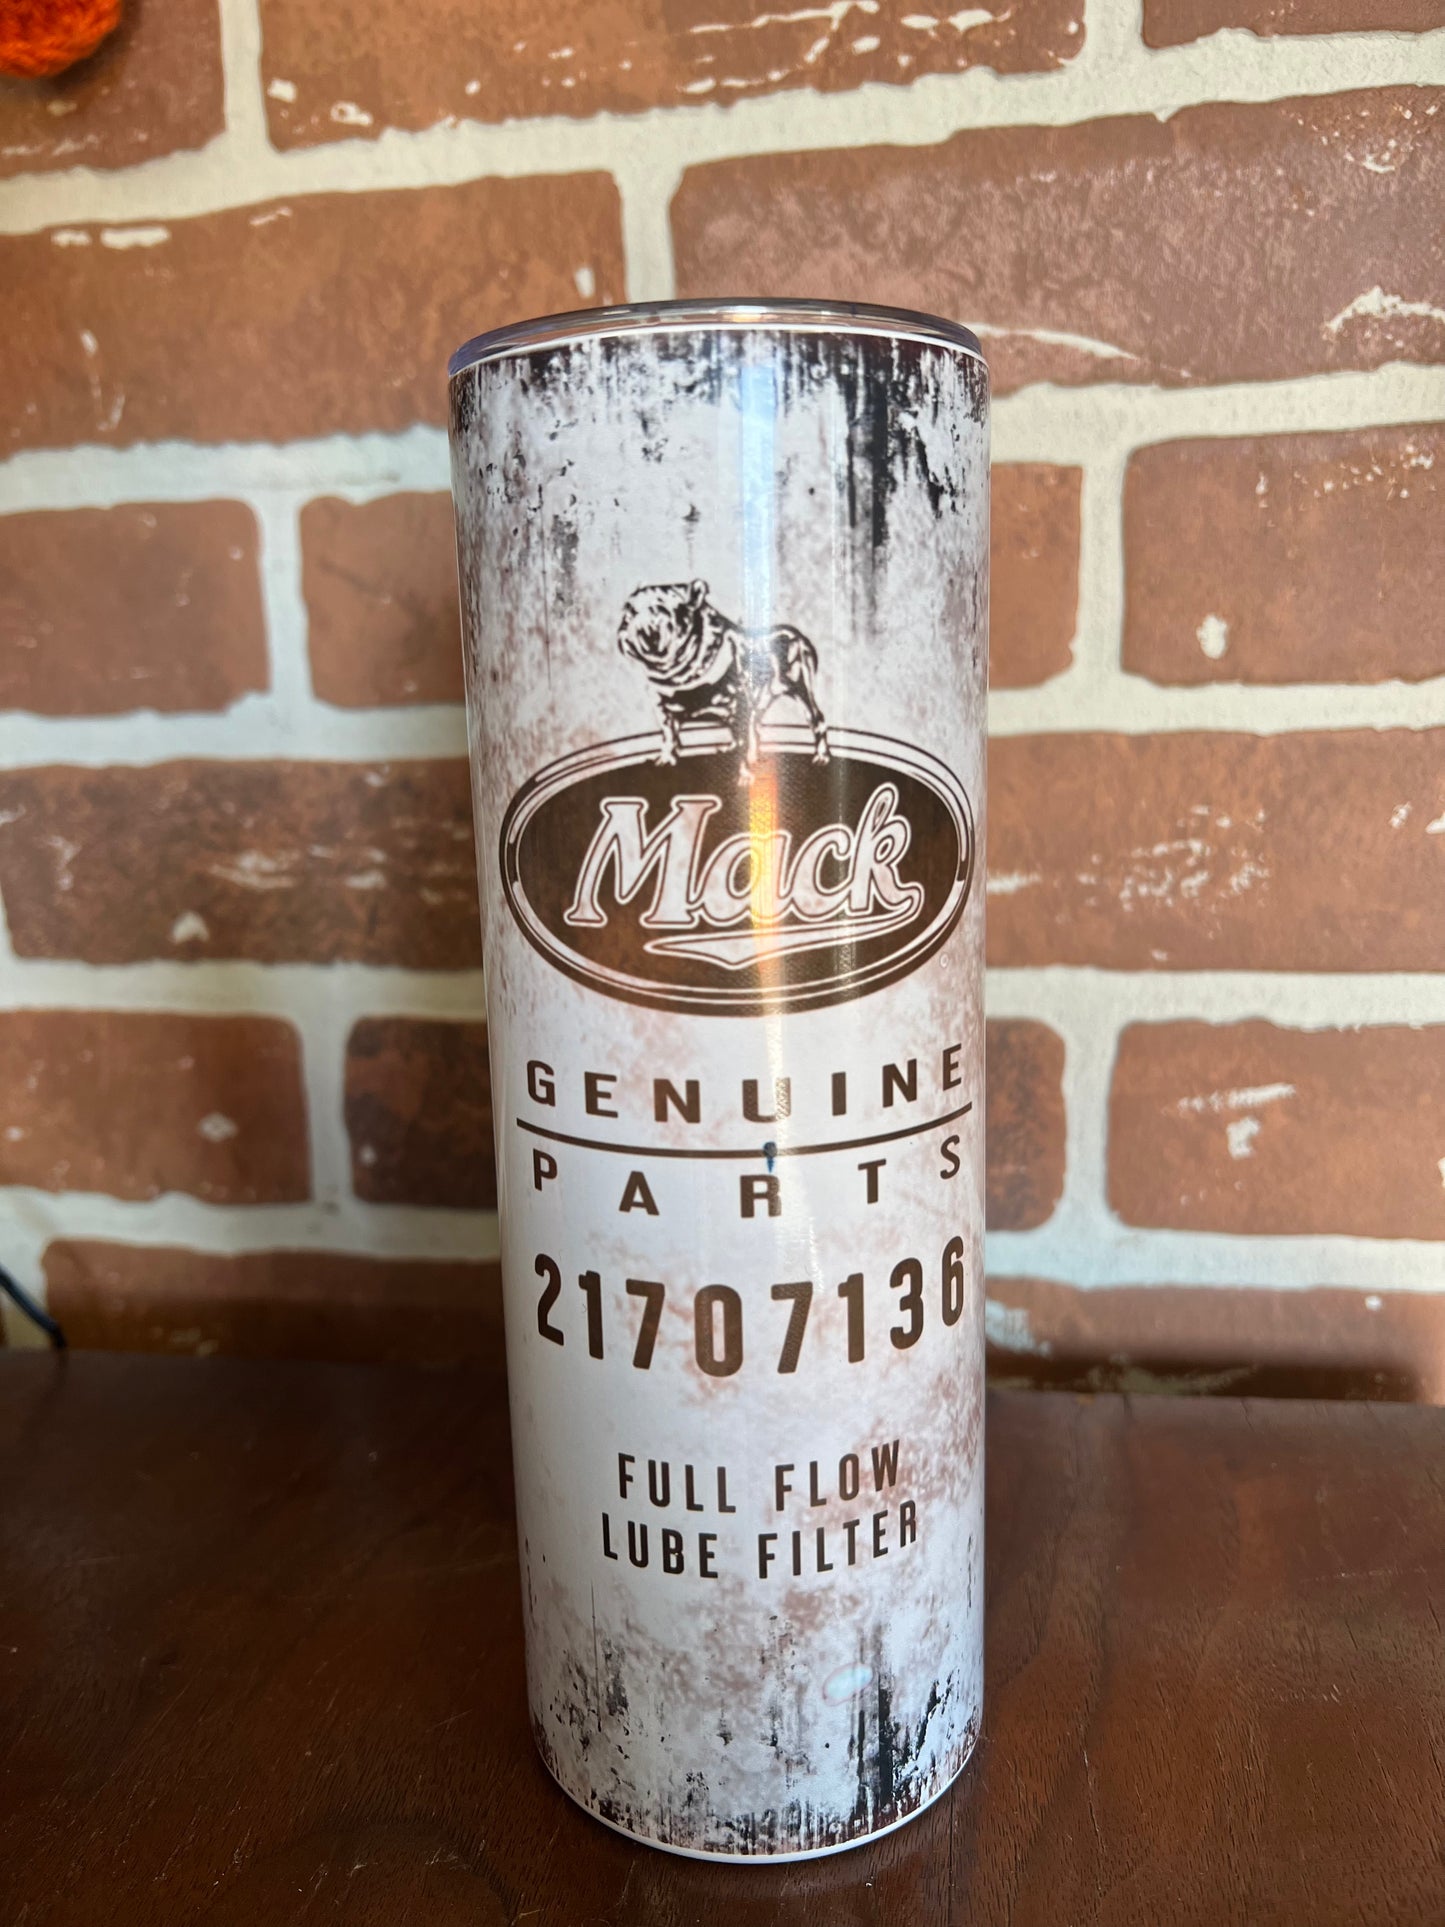 Mack
GENUINE
PARTS
21707136
FULL FLOW
LUBE FILTER